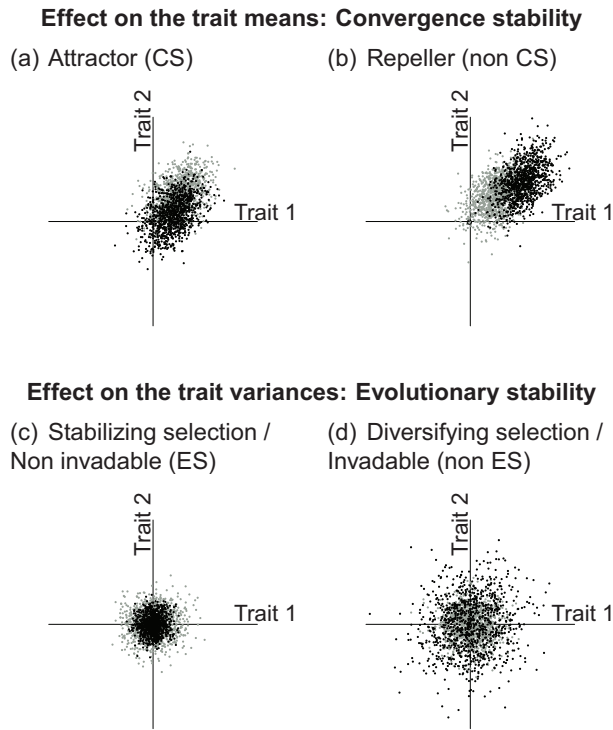 Effect on the trait means: Convergence stability
(a) Attractor (CS)
(b) Repeller (non CS)
Trait 2
Trait 1
Trait 2
Trait 1
Effect on the trait variances: Evolutionary stability
(c) Stabilizing selection /
Non invadable (ES)
(d) Diversifying selection /
Invadable (non ES)
Trait 2
Trait 1
Trait 2
Trait 1